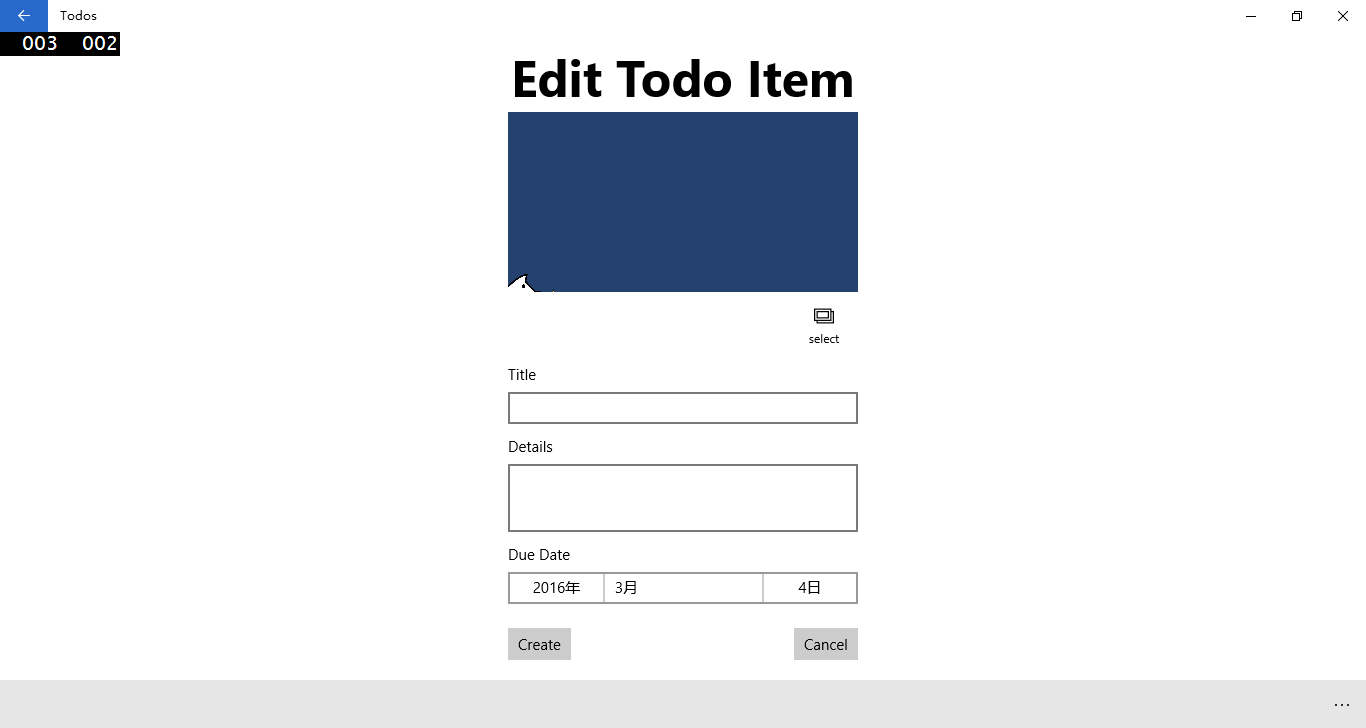 Todos
003 002
Edit Todo Item
select
Title
Details
Due Date
2016年 3月 4日
Create Cancel